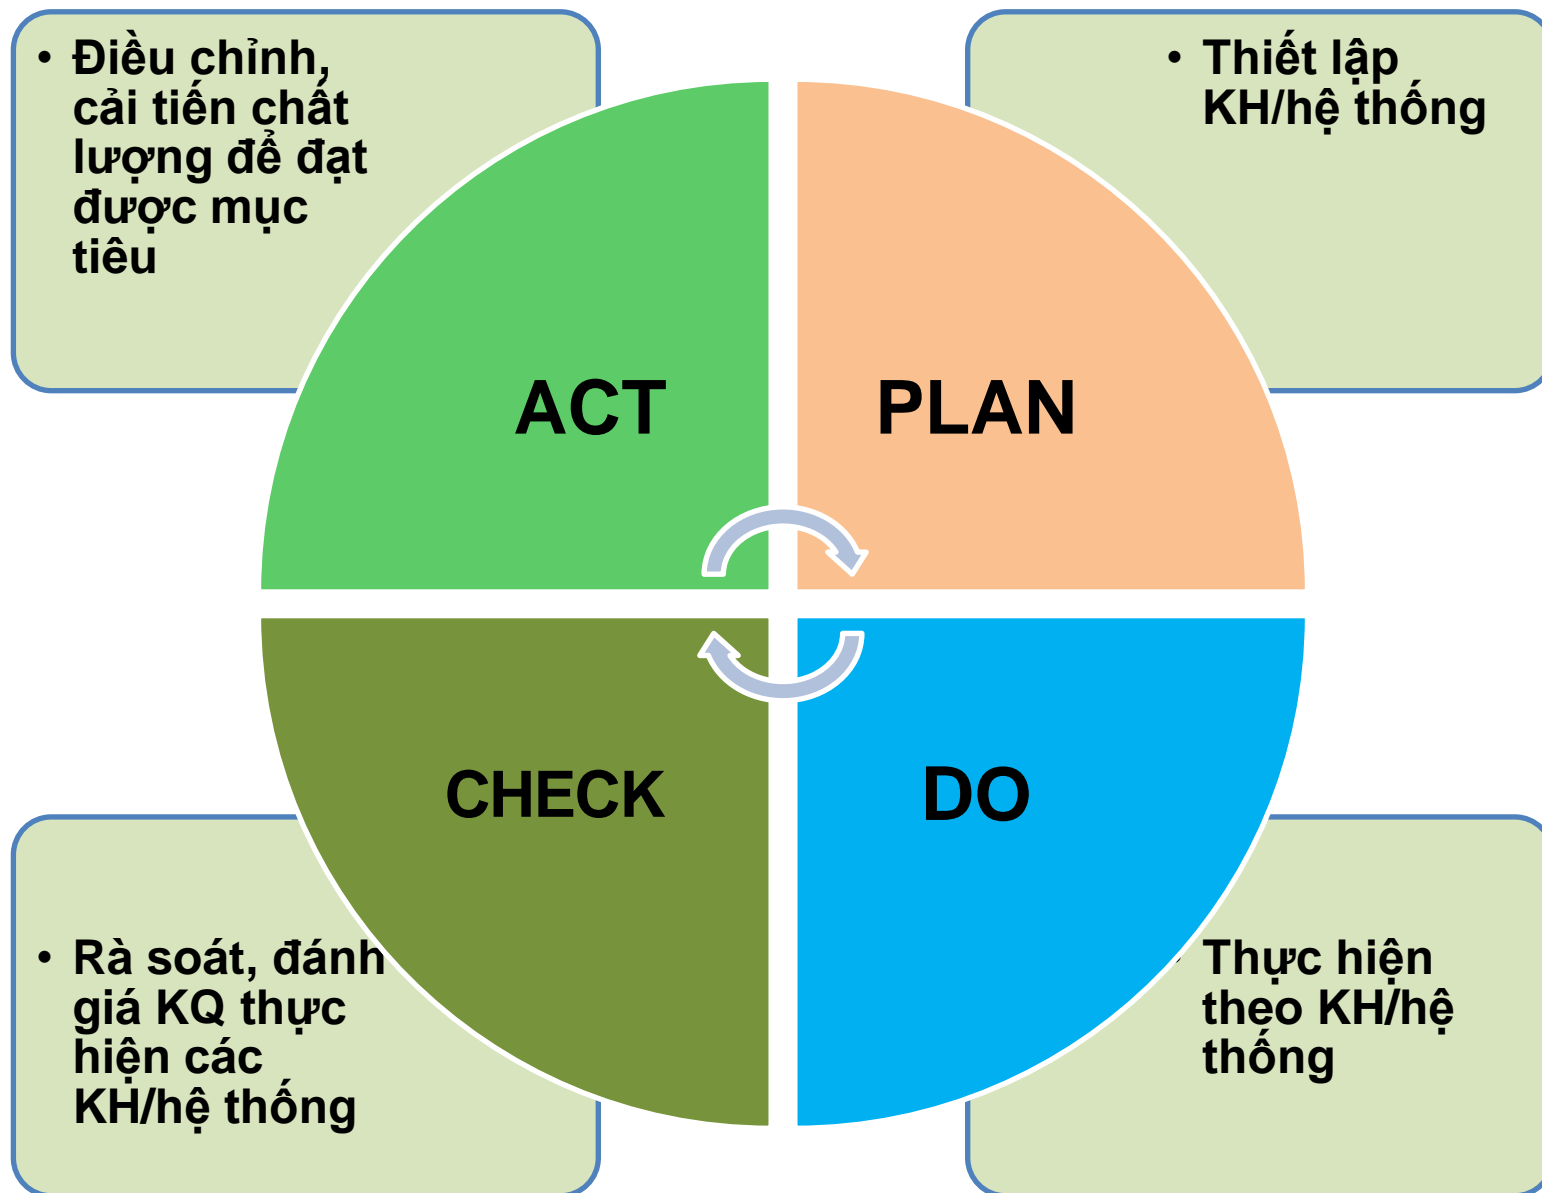 • Điều chỉnh,
cải tiến chất
lượng để đạt
được mục
tiêu
• Thiết lập
KH/hệ thống
ACT
PLAN
CHECK
DO
• Rà soát, đánh
giá KQ thực
hiện các
KH/hệ thống
• Thực hiện
theo KH/hệ
thống